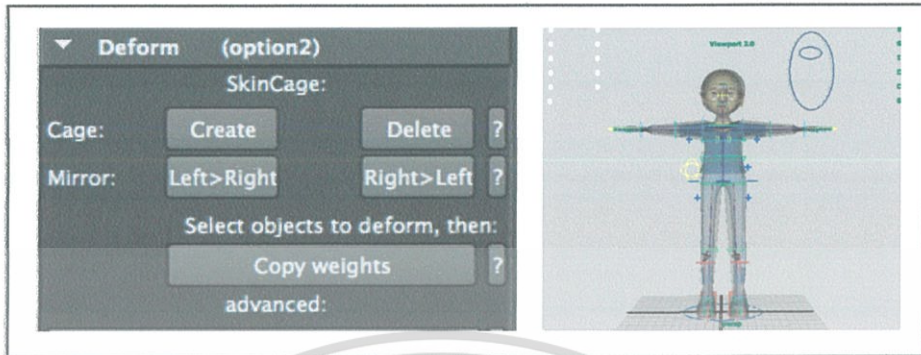 ▼ Deform (option2)
SkinCage:
Cage: Create Delete ?
Mirror: Left>Right Right>Left ?
Select objects to deform, then:
Copy weights ?
advanced:
Viewport 2.0
persp